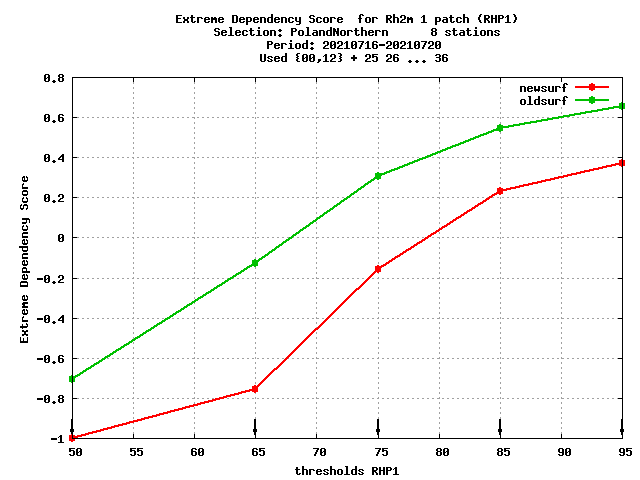 Extreme Dependency Score  for Rh2m 1 patch (RHP1)
Selection: PolandNorthern      8 stations
Period: 20210716-20210720
Used {00,12} + 25 26 ... 36
newsurf
oldsurf
0.8
0.6
0.4
0.2
0
-0.2
-0.4
-0.6
-0.8
-1
Extreme Dependency Score
50 55 60 65 70 75 80 85 90 95
thresholds RHP1